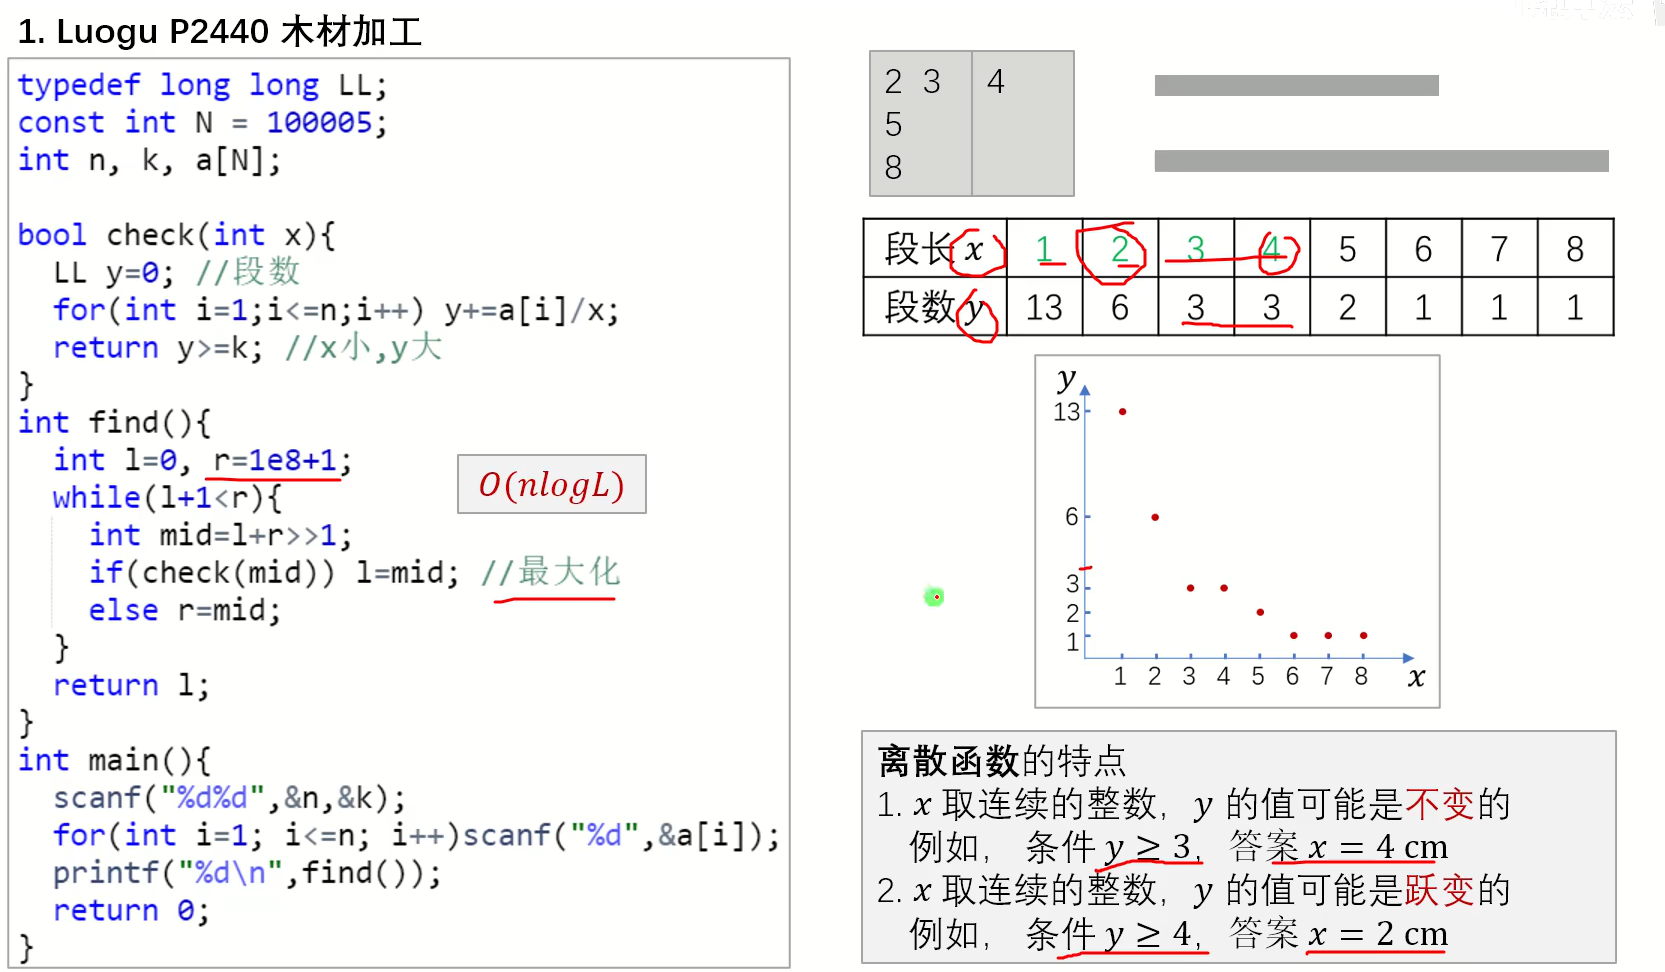 1. Luogu P2440 木材加工
typedef long long LL;
const int N = 100005;
int n, k, a[N];
bool check(int x){
LL y=0; //段数
for(int i=1;i<=n;i++) y+=a[i]/x;
return y>=k; //x小,y大
}
int find(){
int l=0, r=1e8+1;
while(l+1<r){
int mid=l+r>>1;
if(check(mid)) l=mid; //最大化
else r=mid;
}
return l;
}
int main(){
scanf("%d%d",&n,&k);
for(int i=1; i<=n; i++)scanf("%d",&a[i]);
printf("%d\n",find());
return 0;
}
O(nlogL)
2 3 4
5
8
段长 x 1 2 3 4 5 6 7 8
段数 y 13 6 3 3 2 1 1 1
y
13
6
3
2
1
1 2 3 4 5 6 7 8 x
离散函数的特点
1. x 取连续的整数，y 的值可能是不变的
例如，条件 y ≥ 3，答案 x = 4 cm
2. x 取连续的整数，y 的值可能是跃变的
例如，条件 y ≥ 4，答案 x = 2 cm